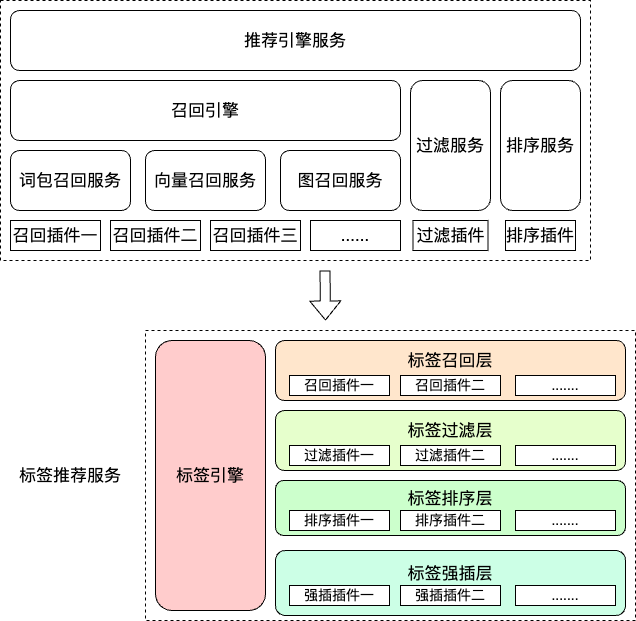 推荐引擎服务
召回引擎
过滤服务
排序服务
词包召回服务
向量召回服务
图召回服务
召回插件一
召回插件二
召回插件三
......
过滤插件
排序插件
标签推荐服务
标签引擎
标签召回层
召回插件一
召回插件二
.......
标签过滤层
过滤插件一
过滤插件二
.......
标签排序层
排序插件一
排序插件二
.......
标签强插层
强插插件一
强插插件二
.......